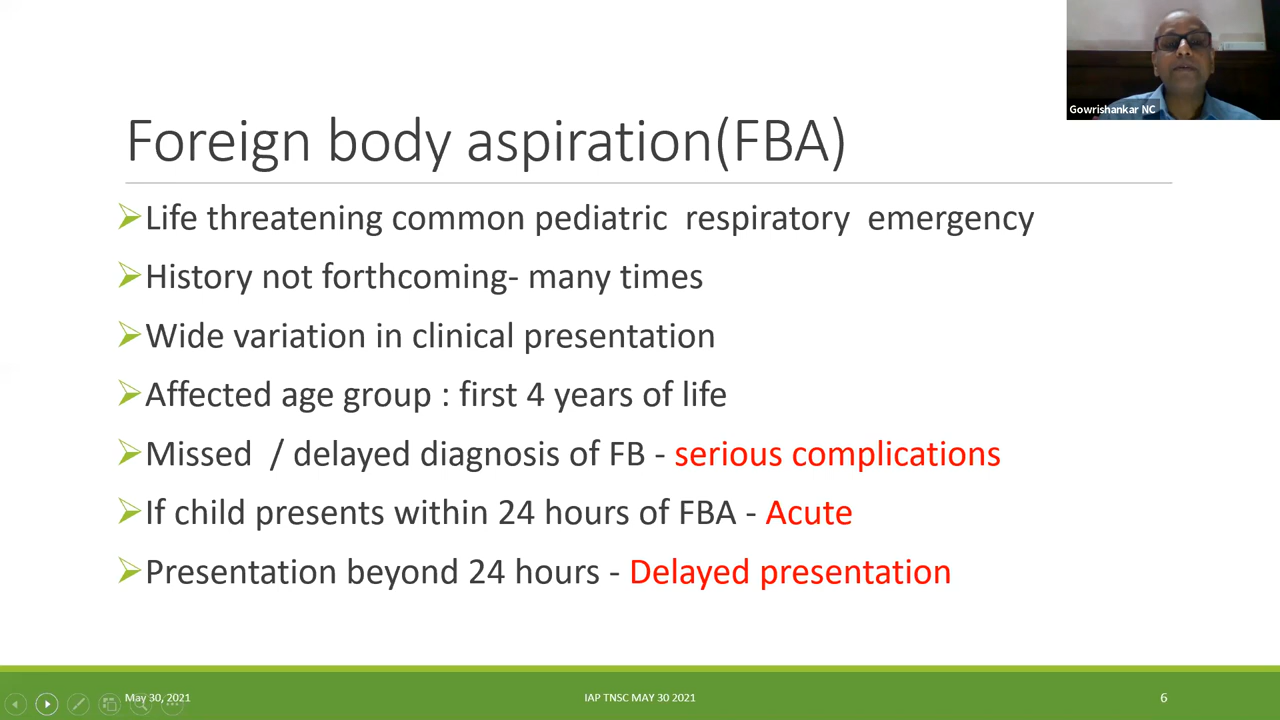 Gowrishankar NC
Foreign body aspiration(FBA)
Life threatening common pediatric respiratory emergency
History not forthcoming- many times
Wide variation in clinical presentation
Affected age group : first 4 years of life
Missed / delayed diagnosis of FB - serious complications
If child presents within 24 hours of FBA - Acute
Presentation beyond 24 hours - Delayed presentation
May 30, 2021
IAP TNSC MAY 30 2021
6